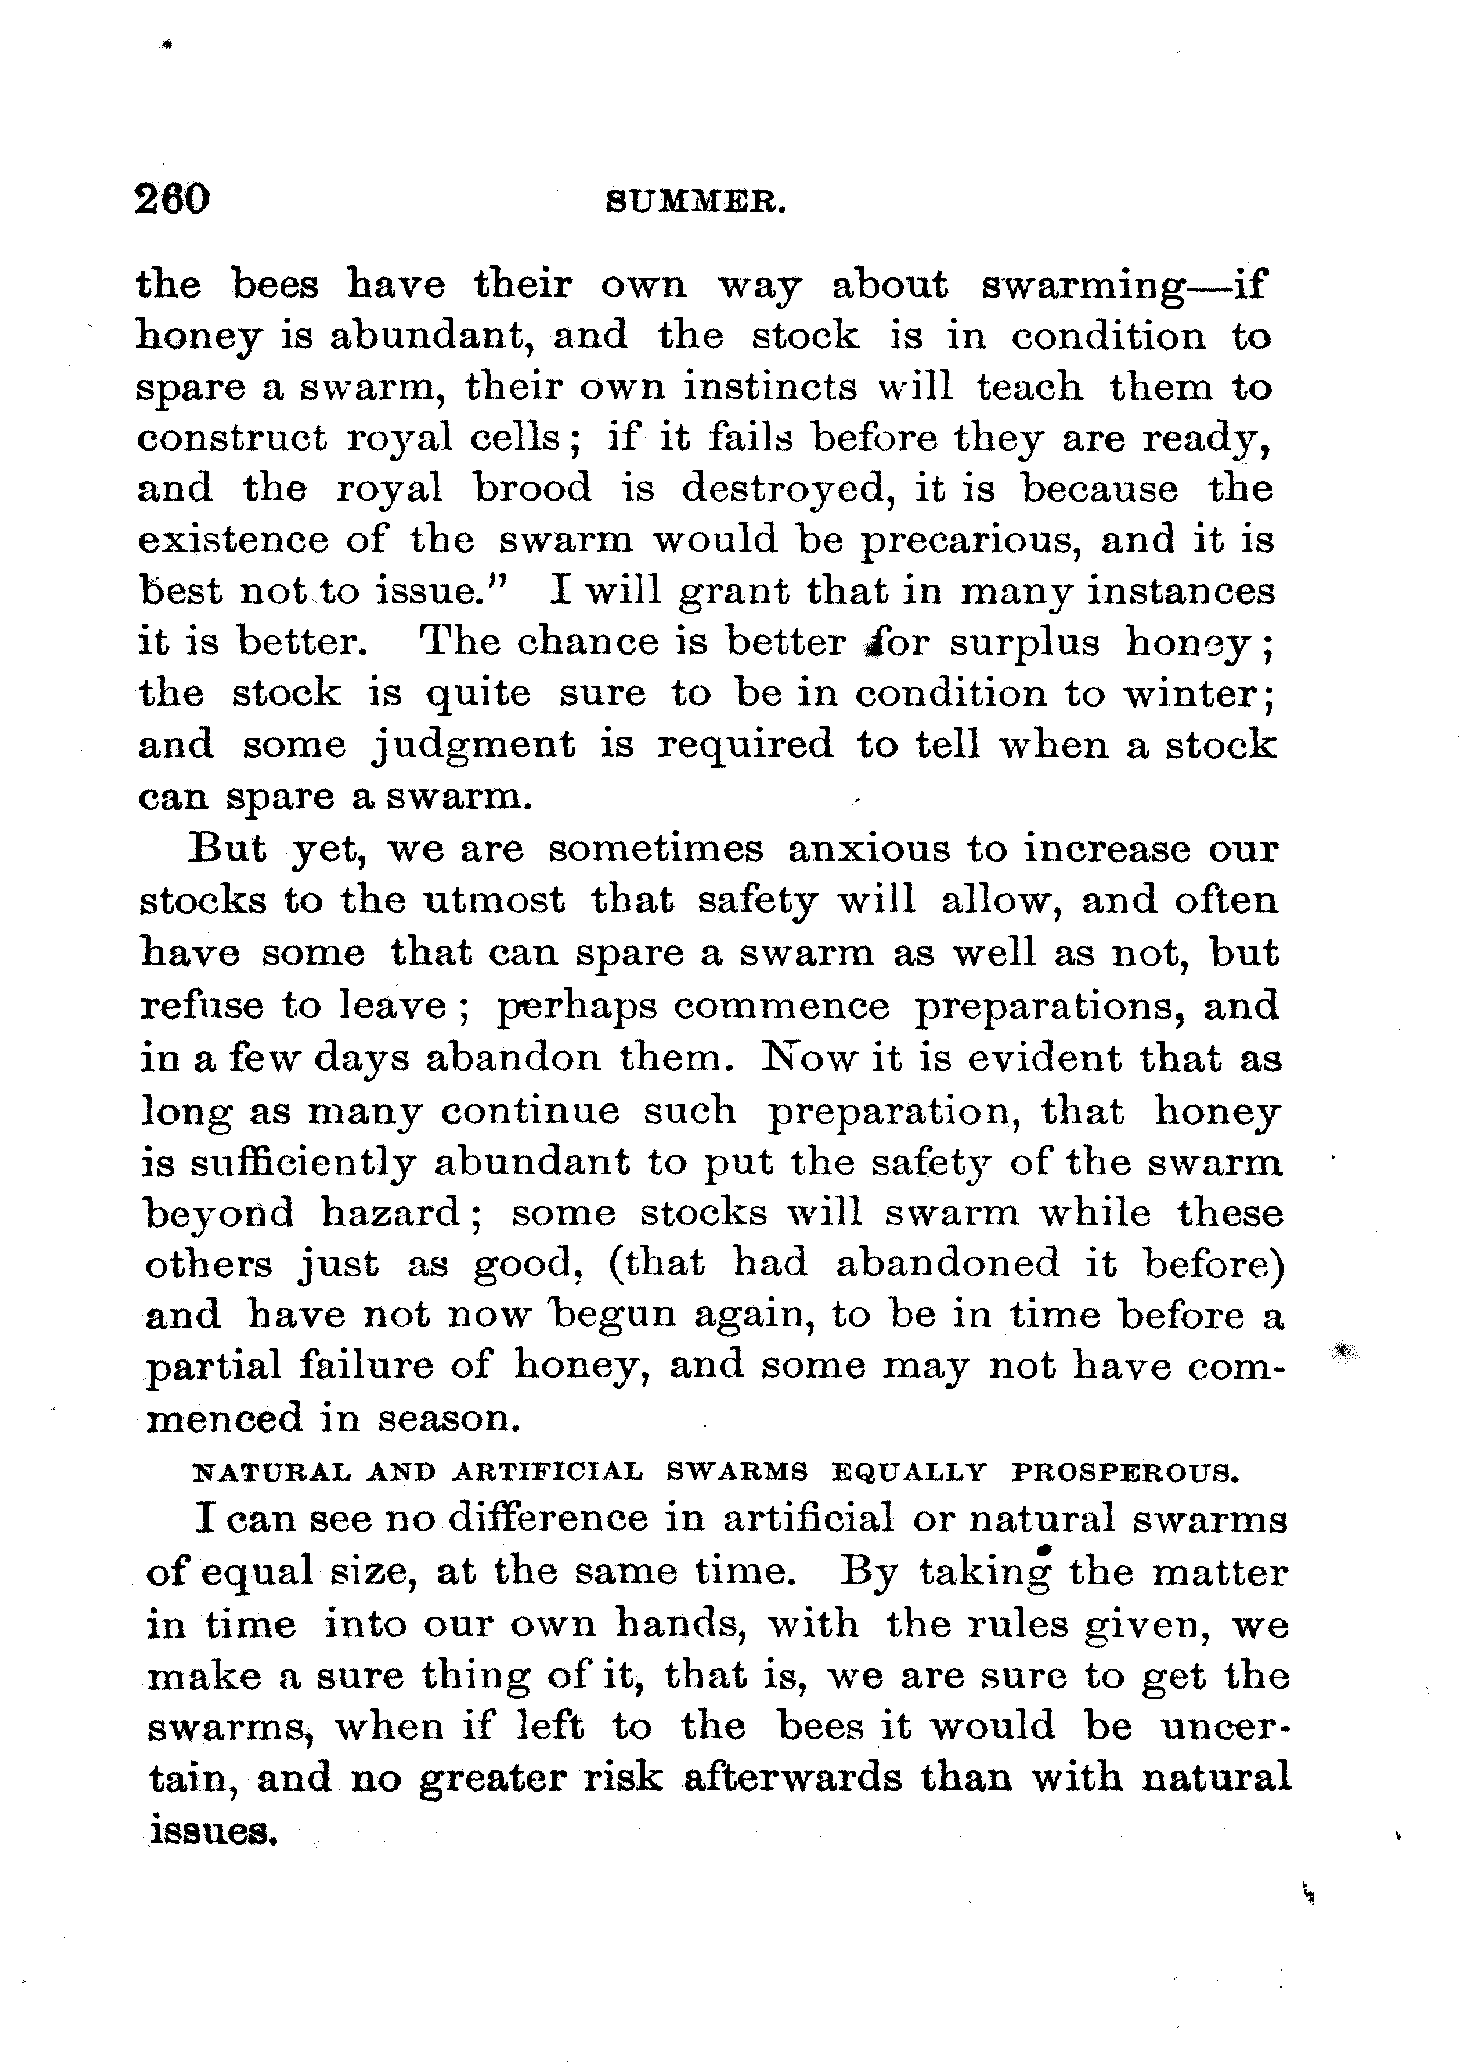 260 SUMMER.
the bees have their own way about swarming—if
honey is abundant, and the stock is in condition to
spare a swarm, their own instincts will teach them to
construct royal cells; if it fails before they are ready,
and the royal brood is destroyed, it is because the
existence of the swarm would be precarious, and it is
best not to issue." I will grant that in many instances
it is better. The chance is better for surplus honey;
the stock is quite sure to be in condition to winter;
and some judgment is required to tell when a stock
can spare a swarm.
But yet, we are sometimes anxious to increase our
stocks to the utmost that safety will allow, and often
have some that can spare a swarm as well as not, but
refuse to leave; perhaps commence preparations, and
in a few days abandon them. Now it is evident that as
long as many continue such preparation, that honey
is sufficiently abundant to put the safety of the swarm
beyond hazard; some stocks will swarm while these
others just as good, (that had abandoned it before)
and have not now begun again, to be in time before a
partial failure of honey, and some may not have com-
menced in season.
NATURAL AND ARTIFICIAL SWARMS EQUALLY PROSPEROUS.
I can see no difference in artificial or natural swarms
of equal size, at the same time. By taking the matter
in time into our own hands, with the rules given, we
make a sure thing of it, that is, we are sure to get the
swarms, when if left to the bees it would be uncer-
tain, and no greater risk afterwards than with natural
issues.